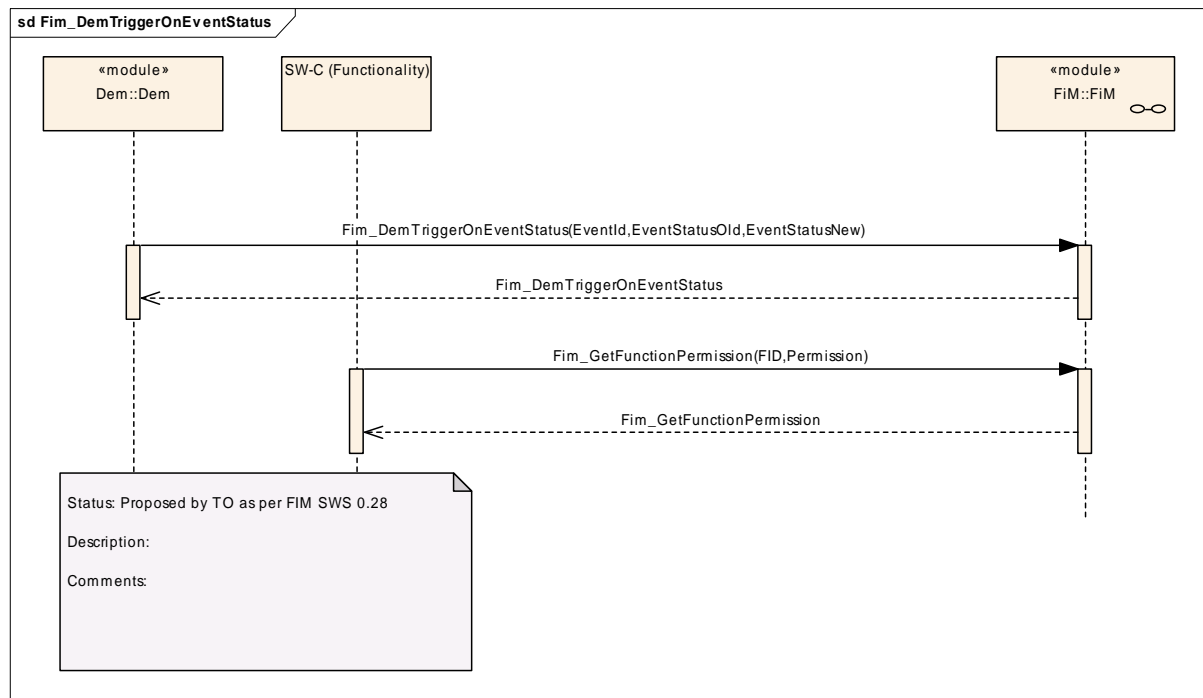 sd Fim_DemTriggerOnEventStatus
«module»
Dem::Dem
SW-C (Functionality)
«module»
FiM::FiM
Fim_DemTriggerOnEventStatus(EventId,EventStatusOld,EventStatusNew)
Fim_DemTriggerOnEventStatus
Fim_GetFunctionPermission(FID,Permission)
Fim_GetFunctionPermission
Status: Proposed by TO as per FIM SWS 0.28
Description:
Comments: